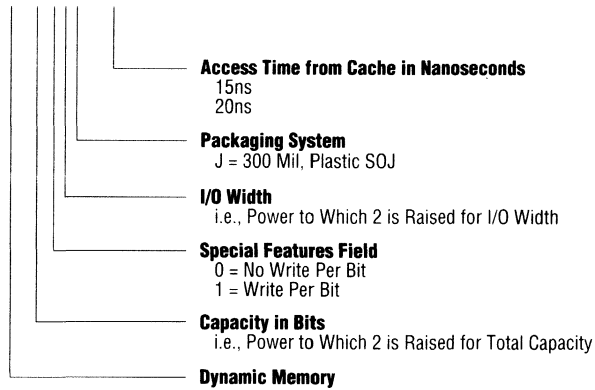 Access Time from Cache in Nanoseconds
15ns
20ns
Packaging System
J = 300 Mil, Plastic SOJ
I/O Width
i.e., Power to Which 2 is Raised for I/O Width
Special Features Field
0 = No Write Per Bit
1 = Write Per Bit
Capacity in Bits
i.e., Power to Which 2 is Raised for Total Capacity
Dynamic Memory